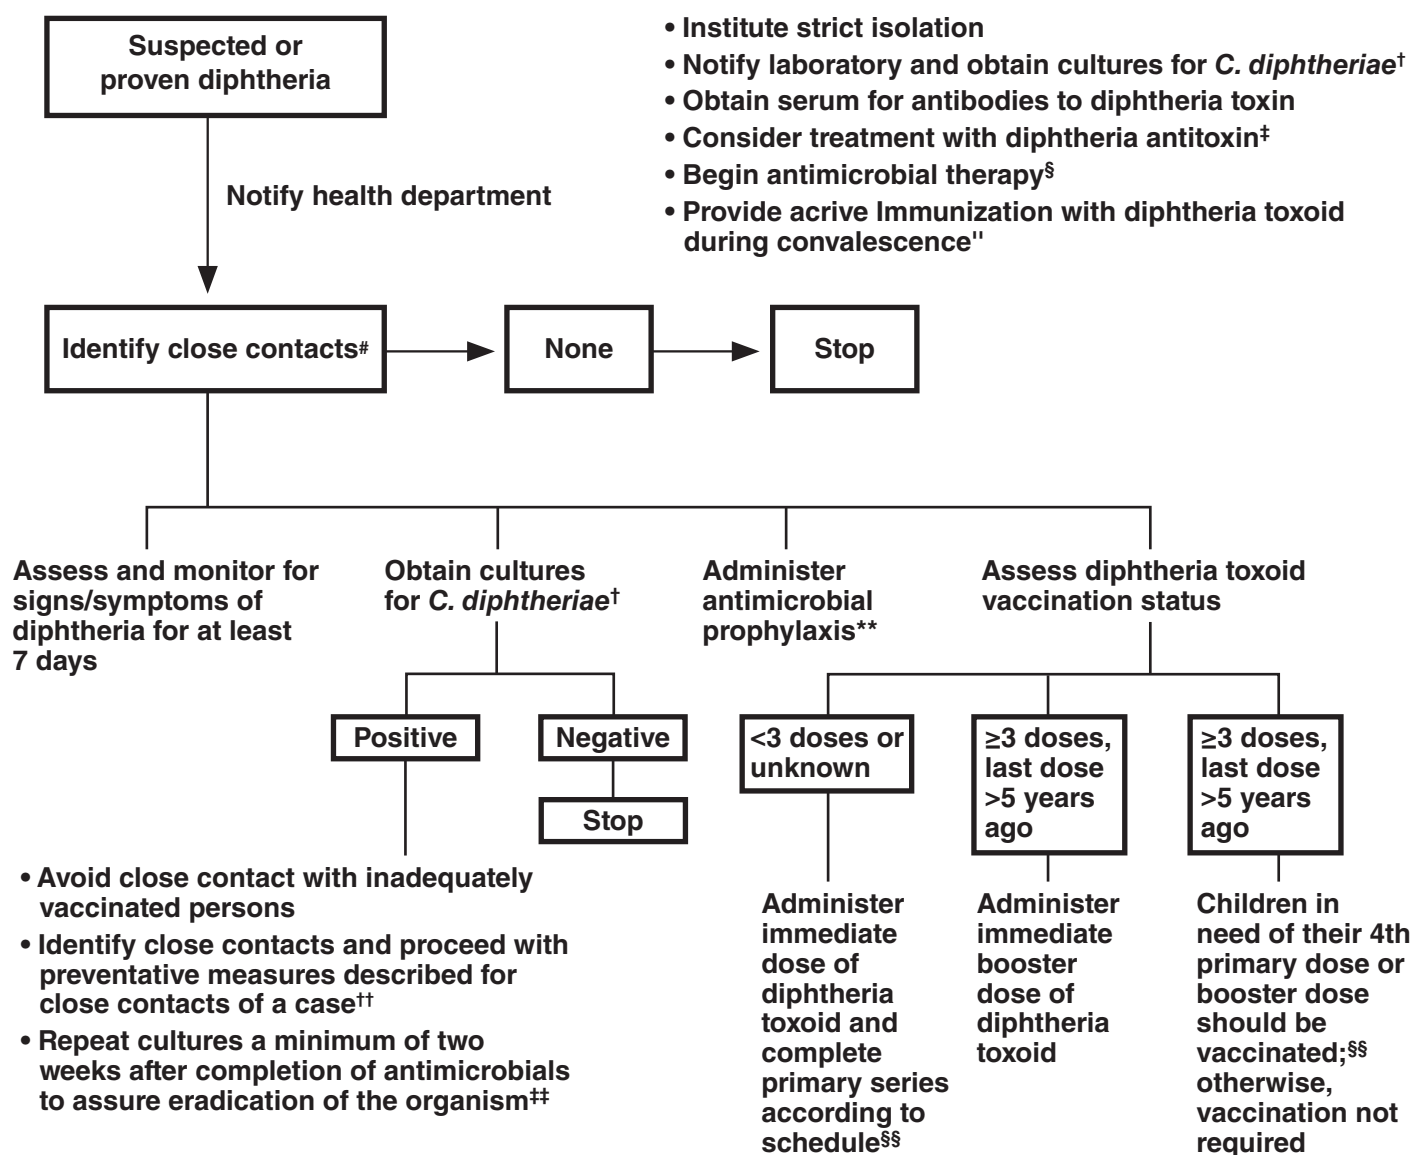 Suspected or
proven diphtheria
• Institute strict isolation
• Notify laboratory and obtain cultures for C. diphtheriae†
• Obtain serum for antibodies to diphtheria toxin
• Consider treatment with diphtheria antitoxin‡
• Begin antimicrobial therapy§
• Provide acrive Immunization with diphtheria toxoid
during convalescence"
Notify health department
Identify close contacts#
None
Stop
Assess and monitor for
signs/symptoms of
diphtheria for at least
7 days
Obtain cultures
for C. diphtheriae†
Administer
antimicrobial
prophylaxis**
Assess diphtheria toxoid
vaccination status
Positive
Negative
Stop
<3 doses or
unknown
≥3 doses,
last dose
>5 years
ago
≥3 doses,
last dose
>5 years
ago
• Avoid close contact with inadequately
vaccinated persons
• Identify close contacts and proceed with
preventative measures described for
close contacts of a case††
• Repeat cultures a minimum of two
weeks after completion of antimicrobials
to assure eradication of the organism‡‡
Administer
immediate
dose of
diphtheria
toxoid and
complete
primary series
according to
schedule§§
Administer
immediate
booster
dose of
diphtheria
toxoid
Children in
need of their 4th
primary dose or
booster dose
should be
vaccinated;§§
otherwise,
vaccination not
required